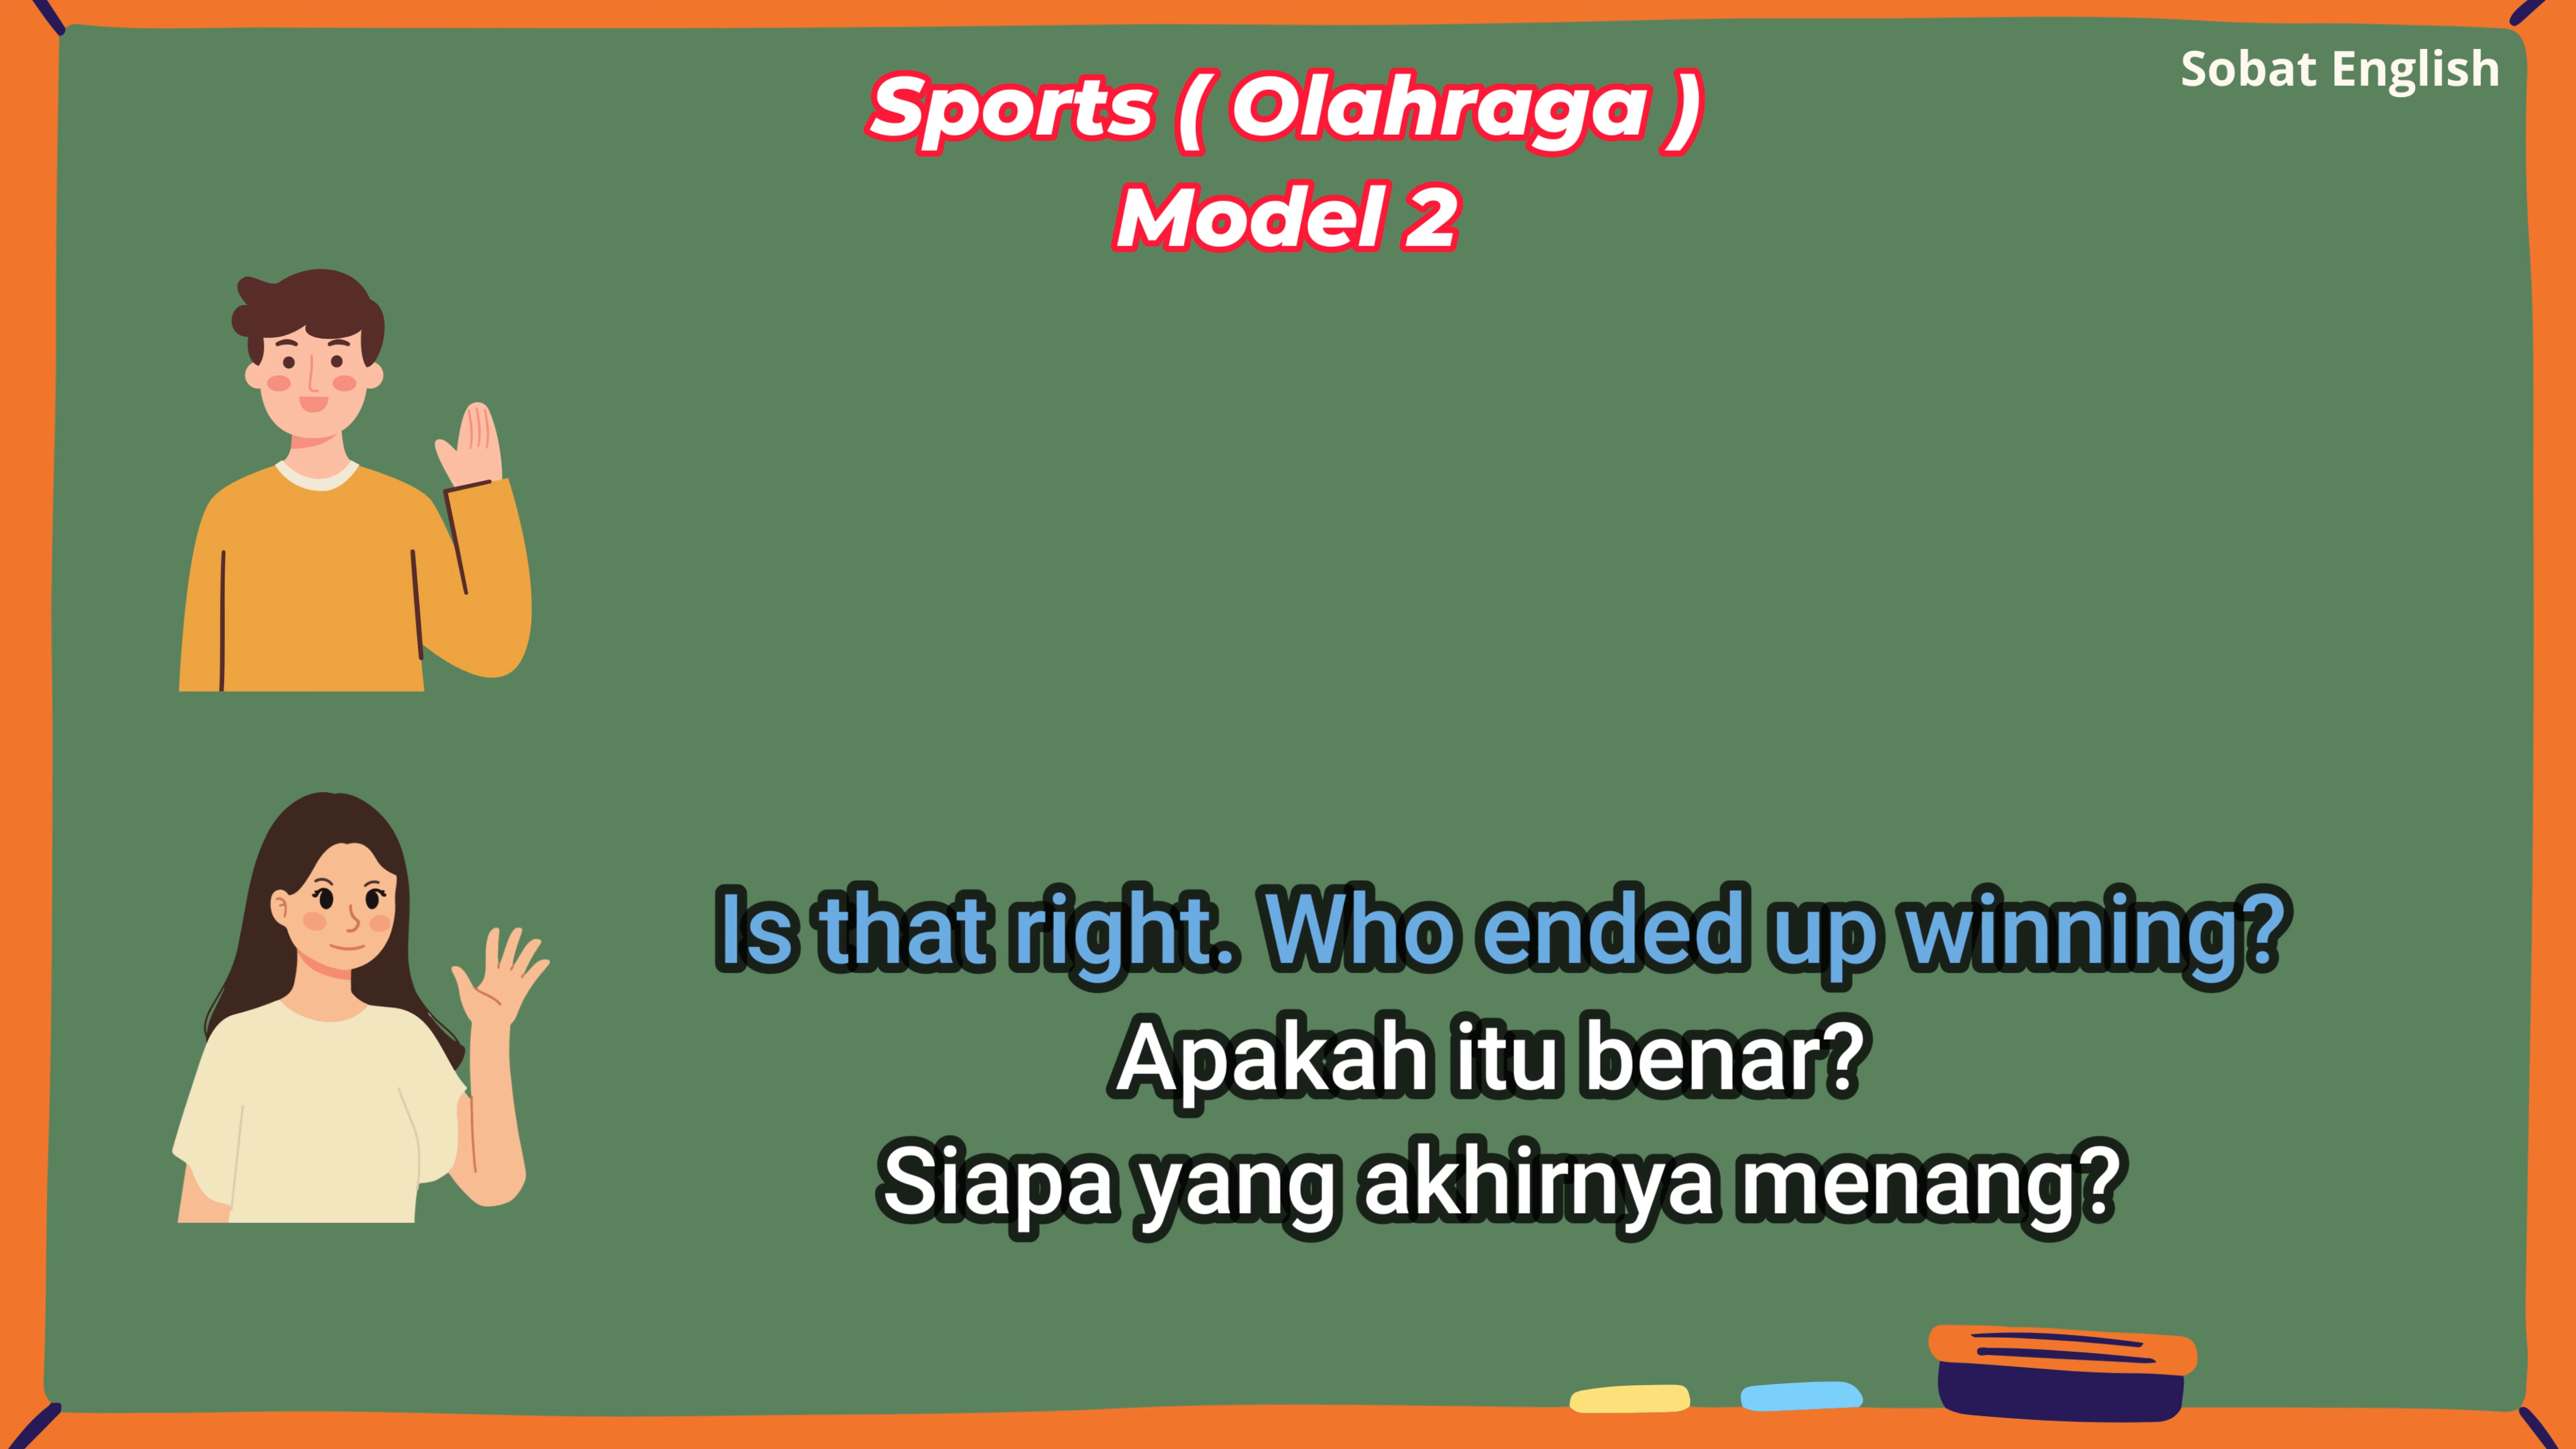 Sobat English
Sports ( Olahraga )
Model 2
Is that right. Who ended up winning?
Apakah itu benar?
Siapa yang akhirnya menang?